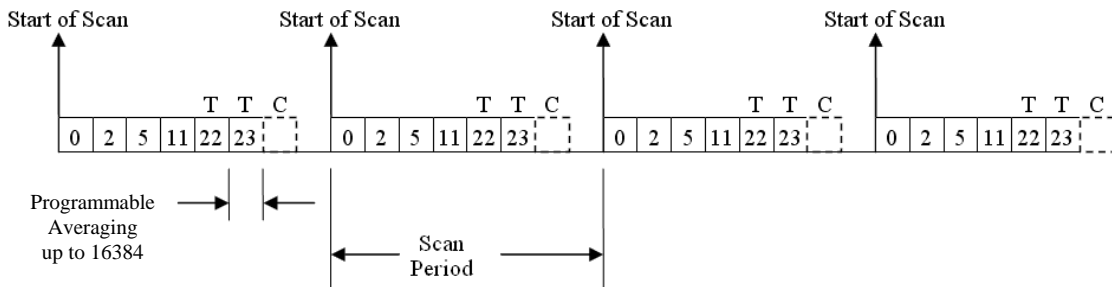 Start of Scan Start of Scan Start of Scan Start of Scan
T T C T T C T T C T T C
0 2 5 11 22 23 0 2 5 11 22 23 0 2 5 11 22 23 0 2 5 11 22 23
Programmable
Averaging
up to 16384
Scan
Period